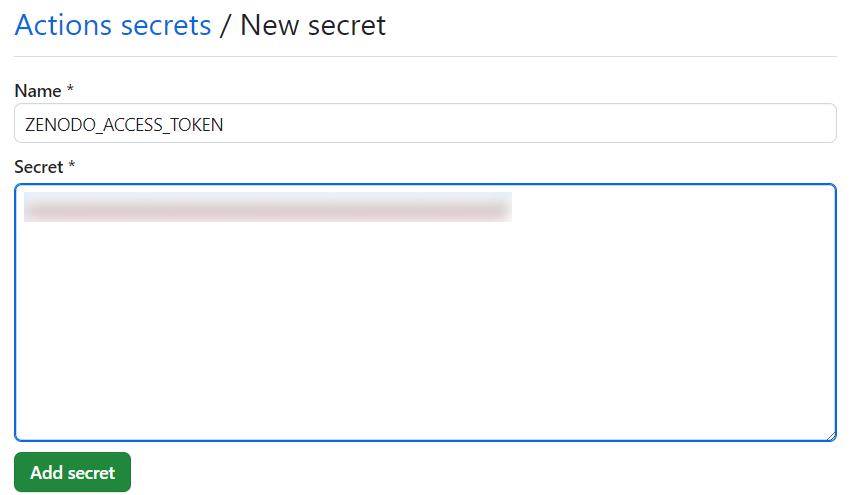 Actions secrets / New secret
Name *
ZENODO_ACCESS_TOKEN
Secret *
Add secret